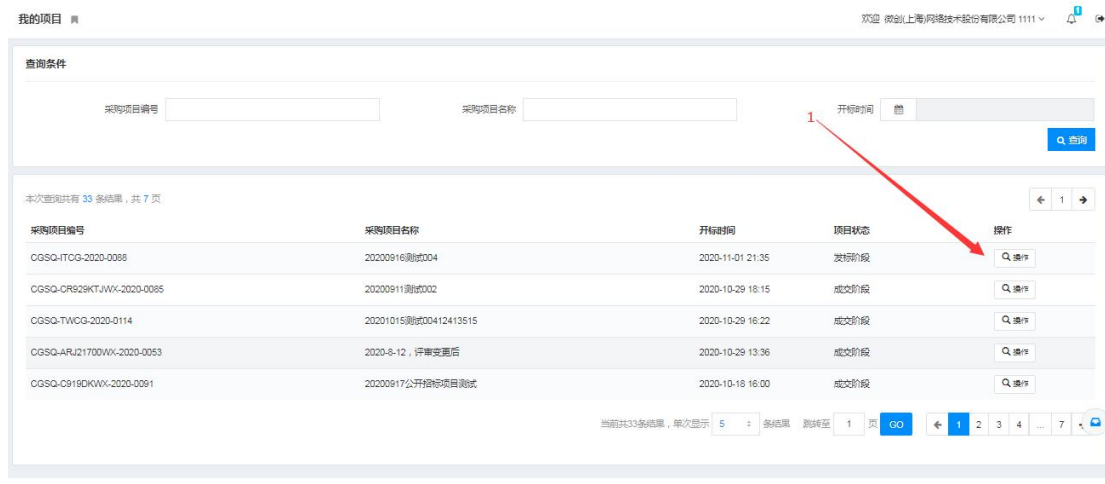 我的项目
欢迎 微创(上海)网络技术股份有限公司 1111
1
查询条件
采购项目编号 采购项目名称 开标时间
1
查询
本次查询共有 33 条结果，共 7 页
1
采购项目编号 采购项目名称 开标时间 项目状态 操作
CGSQ-ITCG-2020-0088 20200916测试004 2020-11-01 21:35 发标阶段 操作
CGSQ-CR929KTJWX-2020-0085 20200911测试002 2020-10-29 18:15 成交阶段 操作
CGSQ-TWCG-2020-0114 20201015测试00412413515 2020-10-29 16:22 成交阶段 操作
CGSQ-ARJ21700WX-2020-0053 2020-8-12，评审变更后 2020-10-29 13:36 成交阶段 操作
CGSQ-C919DKWX-2020-0091 20200917公开招标项目测试 2020-10-18 16:00 成交阶段 操作
当前共33条结果，单次显示 5 条结果 跳转至 1 页 GO 1 2 3 4 ... 7